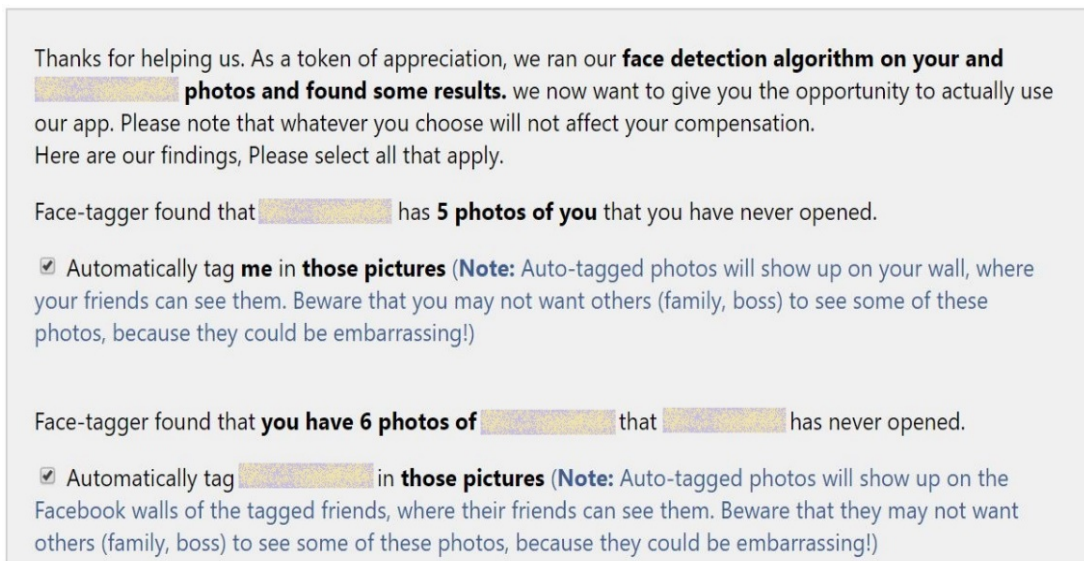 Thanks for helping us. As a token of appreciation, we ran our face detection algorithm on your and
photos and found some results. we now want to give you the opportunity to actually use
our app. Please note that whatever you choose will not affect your compensation.
Here are our findings, Please select all that apply.
Face-tagger found that has 5 photos of you that you have never opened.
Automatically tag me in those pictures (Note: Auto-tagged photos will show up on your wall, where
your friends can see them. Beware that you may not want others (family, boss) to see some of these
photos, because they could be embarrassing!)
Face-tagger found that you have 6 photos of that has never opened.
Automatically tag in those pictures (Note: Auto-tagged photos will show up on the
Facebook walls of the tagged friends, where their friends can see them. Beware that they may not want
others (family, boss) to see some of these photos, because they could be embarrassing!)